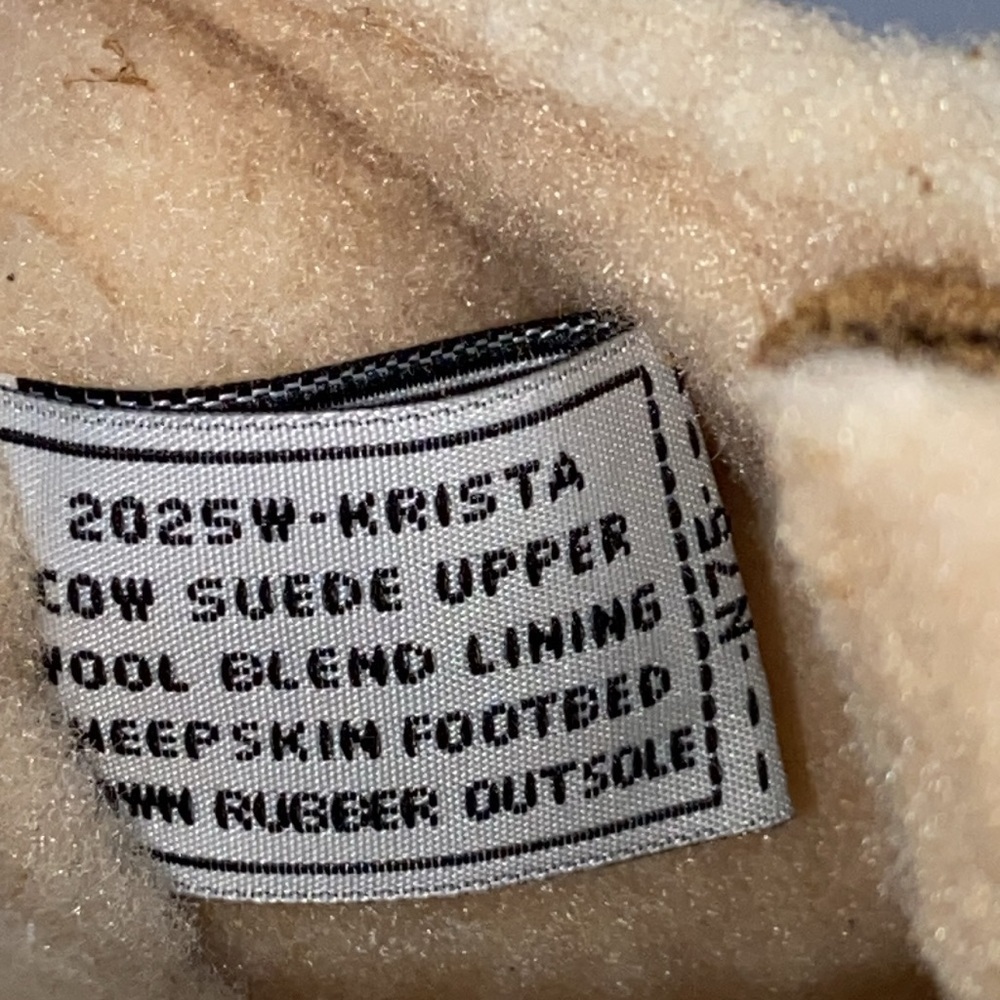 2025W-KRISTA
COW SUEDE UPPER
WOOL BLEND LINING
SHEEPSKIN FOOTBED
RUBBER OUTSOLE